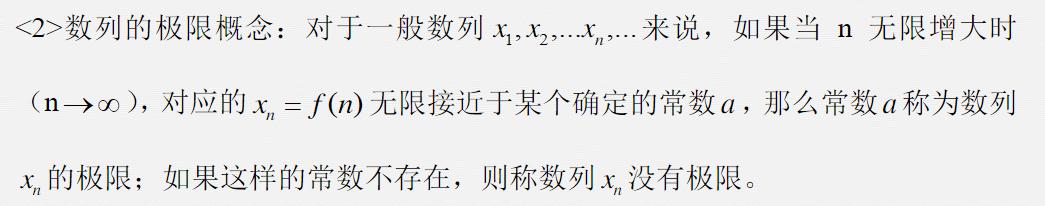 <2>数列的极限概念：对于一般数列 x₁,x₂,...xₙ,... 来说，如果当 n 无限增大时
（n→∞），对应的 xₙ = f(n) 无限接近于某个确定的常数 a，那么常数 a 称为数列
xₙ 的极限；如果这样的常数不存在，则称数列 xₙ 没有极限。